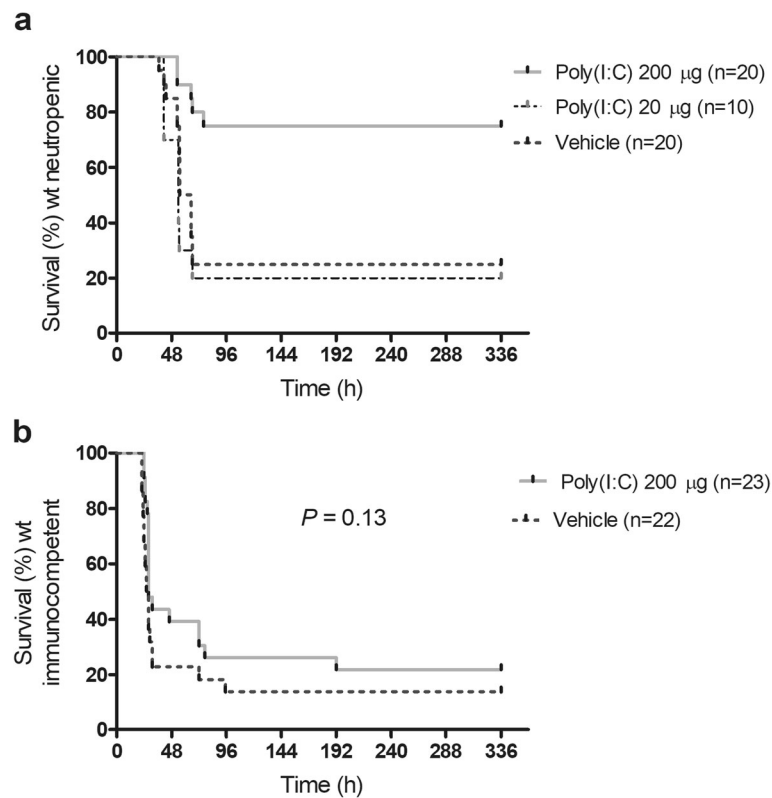 a
Survival (%) wt neutropenic
100
80
60
40
20
0
0 48 96 144 192 240 288 336
Time (h)
Poly(I:C) 200 μg (n=20)
Poly(I:C) 20 μg (n=10)
Vehicle (n=20)
b
Survival (%) wt
immunocompetent
100
80
60
40
20
0
0 48 96 144 192 240 288 336
Time (h)
P = 0.13
Poly(I:C) 200 μg (n=23)
Vehicle (n=22)